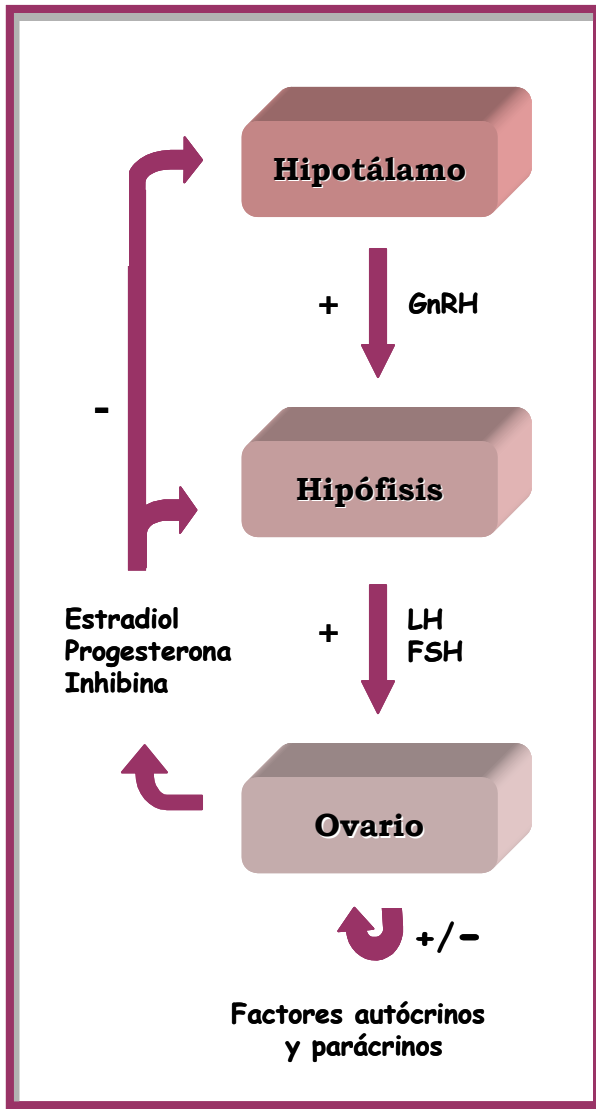 Hipotálamo
+
GnRH
-
Hipófisis
Estradiol
Progesterona
Inhibina
+
LH
FSH
Ovario
+/-
Factores autócrinos
y parácrinos